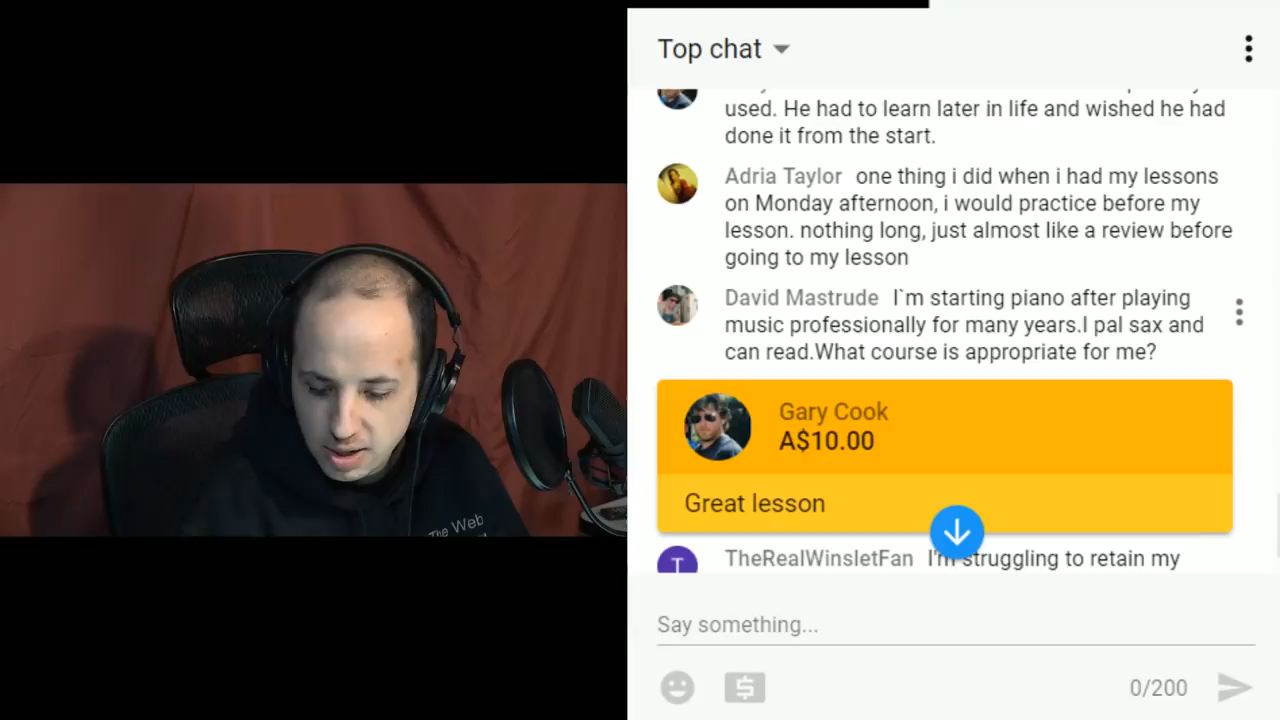 Top chat
used. He had to learn later in life and wished he had
done it from the start.
Adria Taylor one thing i did when i had my lessons
on Monday afternoon, i would practice before my
lesson. nothing long, just almost like a review before
going to my lesson
David Mastrude I`m starting piano after playing
music professionally for many years.I pal sax and
can read.What course is appropriate for me?
Gary Cook
A$10.00
Great lesson
T
TheRealWinsletFan I'm struggling to retain my
Say something...
0/200
The Web